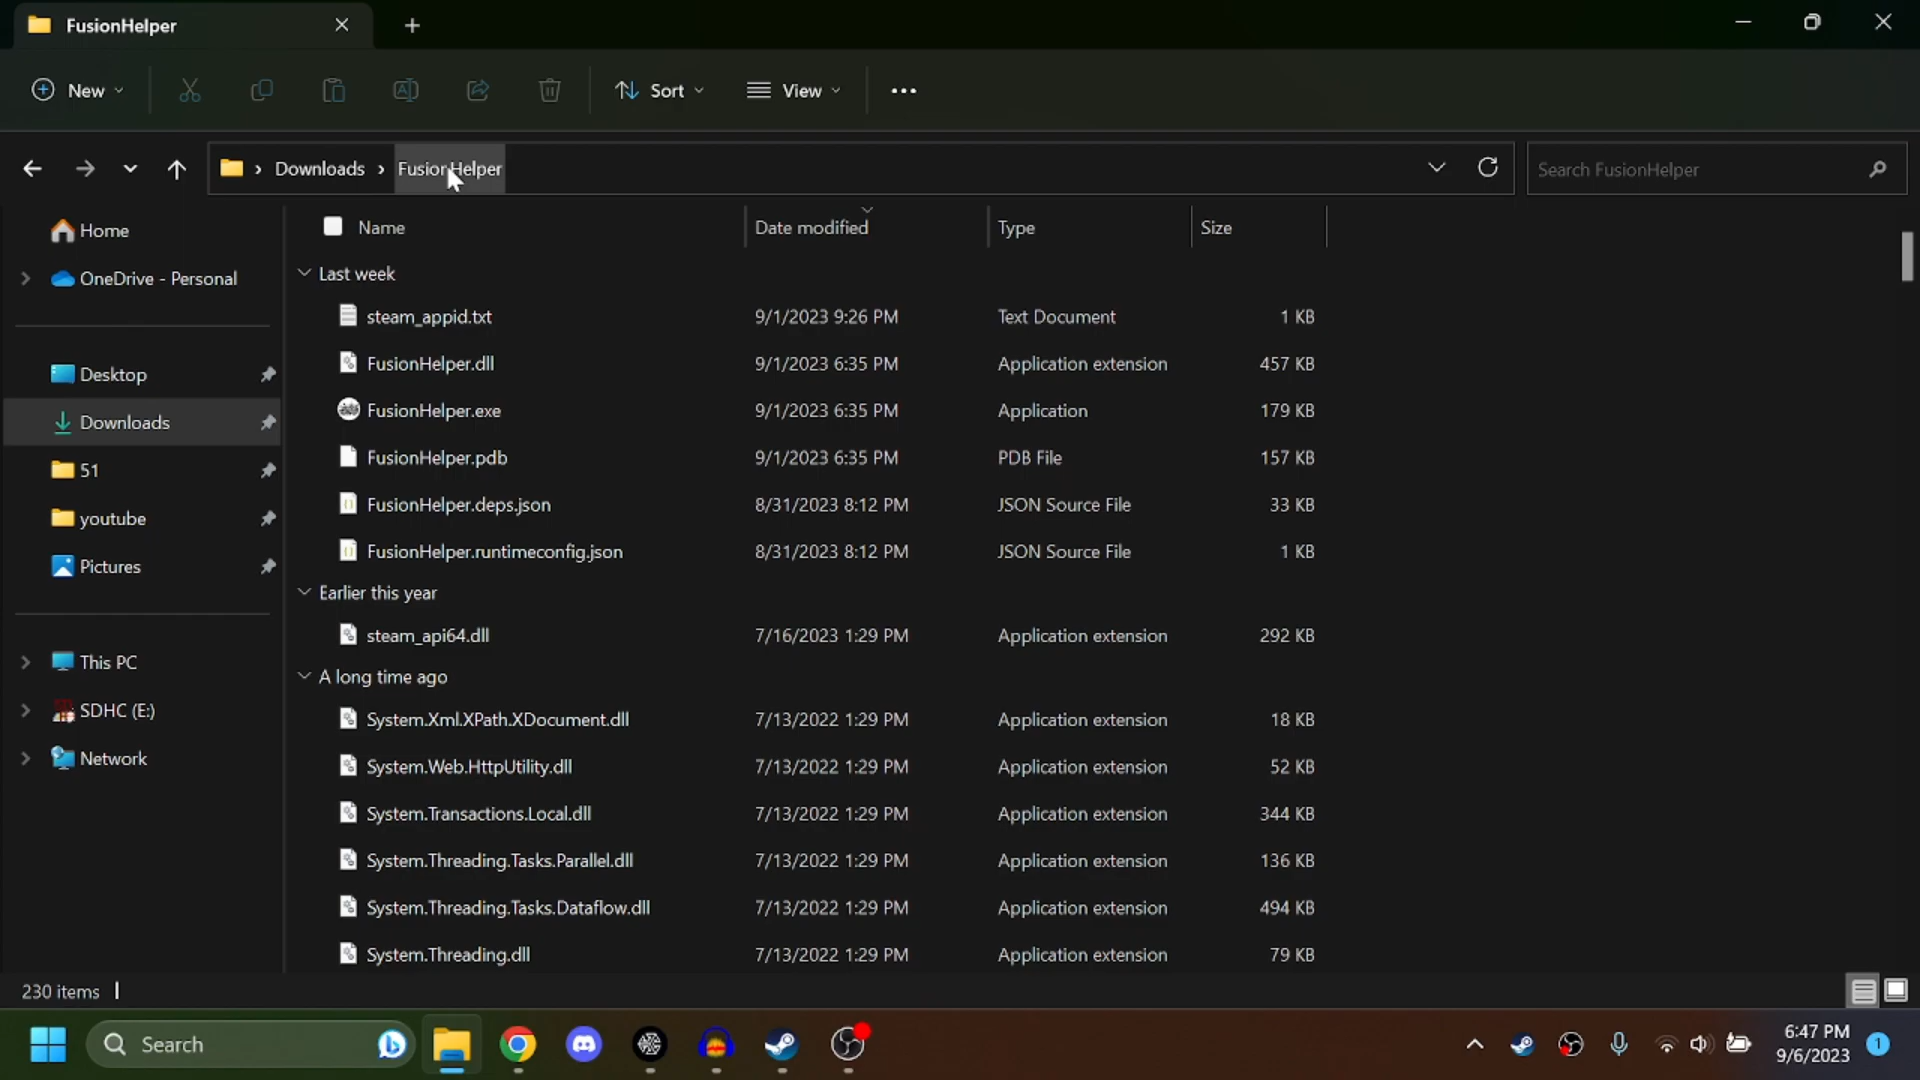 FusionHelper
New
Sort
View
Downloads
FusionHelper
Search FusionHelper
Home
OneDrive - Personal
Desktop
Downloads
51
youtube
Pictures
This PC
SDHC (E:)
Network
Name Date modified Type Size
Last week
steam_appid.txt 9/1/2023 9:26 PM Text Document 1 KB
FusionHelper.dll 9/1/2023 6:35 PM Application extension 457 KB
FusionHelper.exe 9/1/2023 6:35 PM Application 179 KB
FusionHelper.pdb 9/1/2023 6:35 PM PDB File 157 KB
FusionHelper.deps.json 8/31/2023 8:12 PM JSON Source File 33 KB
FusionHelper.runtimeconfig.json 8/31/2023 8:12 PM JSON Source File 1 KB
Earlier this year
steam_api64.dll 7/16/2023 1:29 PM Application extension 292 KB
A long time ago
System.Xml.XPath.XDocument.dll 7/13/2022 1:29 PM Application extension 18 KB
System.Web.HttpUtility.dll 7/13/2022 1:29 PM Application extension 52 KB
System.Transactions.Local.dll 7/13/2022 1:29 PM Application extension 344 KB
System.Threading.Tasks.Parallel.dll 7/13/2022 1:29 PM Application extension 136 KB
System.Threading.Tasks.Dataflow.dll 7/13/2022 1:29 PM Application extension 494 KB
System.Threading.dll 7/13/2022 1:29 PM Application extension 79 KB
230 items
Search
6:47 PM
9/6/2023
1